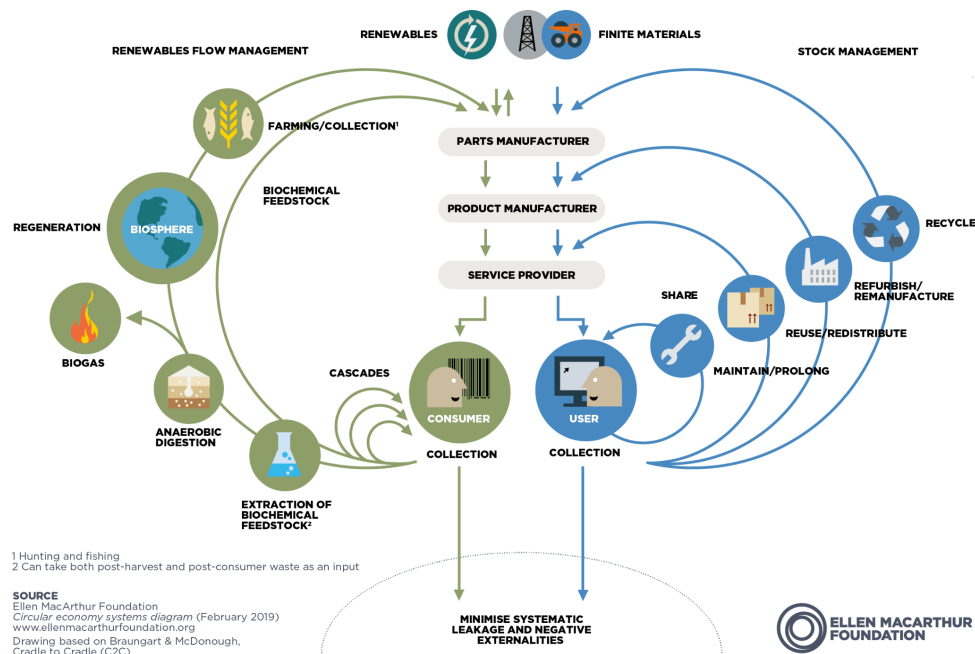 RENEWABLES
FINITE MATERIALS
RENEWABLES FLOW MANAGEMENT
STOCK MANAGEMENT
FARMING/COLLECTION¹
PARTS MANUFACTURER
BIOCHEMICAL
FEEDSTOCK
PRODUCT MANUFACTURER
REGENERATION
BIOSPHERE
RECYCLE
SERVICE PROVIDER
REFURBISH/
REMANUFACTURE
SHARE
REUSE/REDISTRIBUTE
BIOGAS
MAINTAIN/PROLONG
CASCADES
CONSUMER
USER
ANAEROBIC
DIGESTION
COLLECTION
COLLECTION
EXTRACTION OF
BIOCHEMICAL
FEEDSTOCK²
1 Hunting and fishing
2 Can take both post-harvest and post-consumer waste as an input
SOURCE
Ellen MacArthur Foundation
Circular economy systems diagram (February 2019)
www.ellenmacarthurfoundation.org
Drawing based on Braungart & McDonough,
Cradle to Cradle (C2C)
MINIMISE SYSTEMATIC
LEAKAGE AND NEGATIVE
EXTERNALITIES
ELLEN MACARTHUR
FOUNDATION